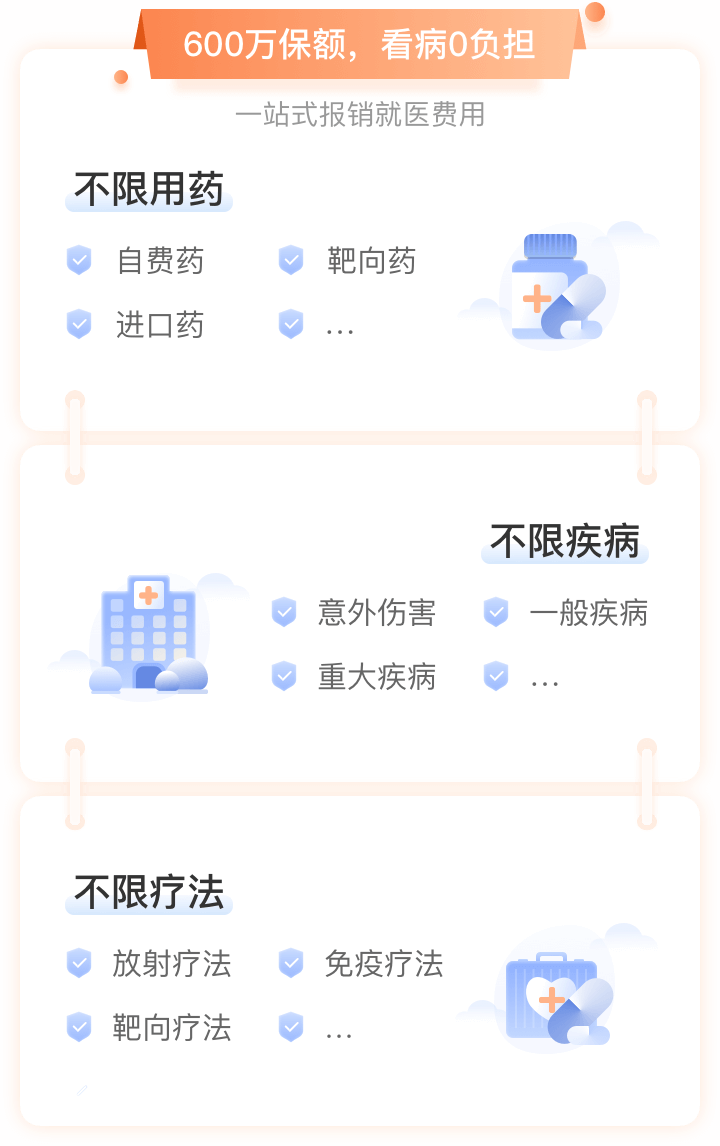 600万保额，看病0负担
一站式报销就医费用
不限用药
自费药 靶向药
进口药 ...
不限疾病
意外伤害 一般疾病
重大疾病 ...
不限疗法
放射疗法 免疫疗法
靶向疗法 ...